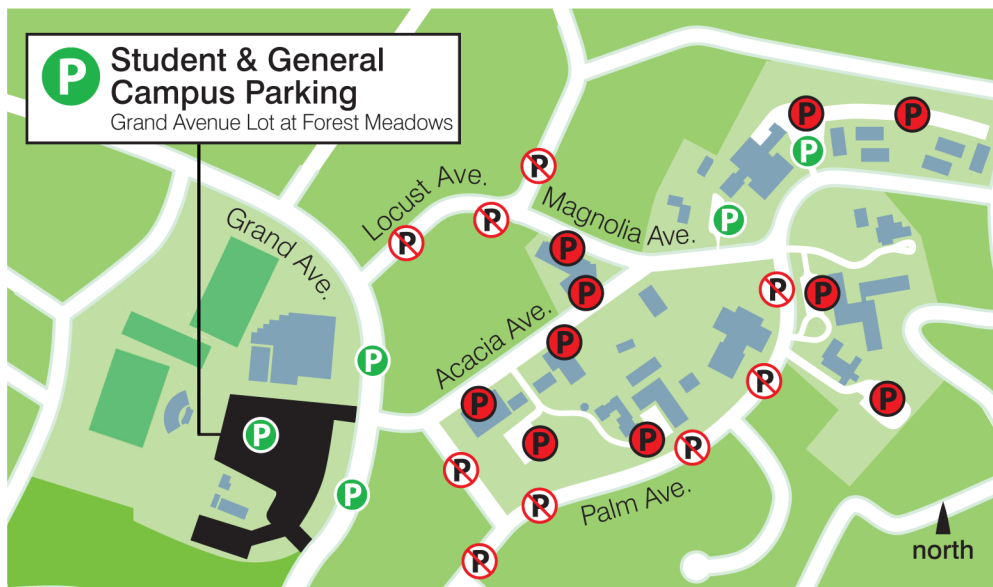 P
Student & General
Campus Parking
Grand Avenue Lot at Forest Meadows
P
P
P
P
Locust Ave.
P
Magnolia Ave.
P
P
Grand Ave.
P
P
P
P
P
P
Acacia Ave.
P
P
P
P
P
P
P
P
P
P
P
P
Palm Ave.
P
P
north